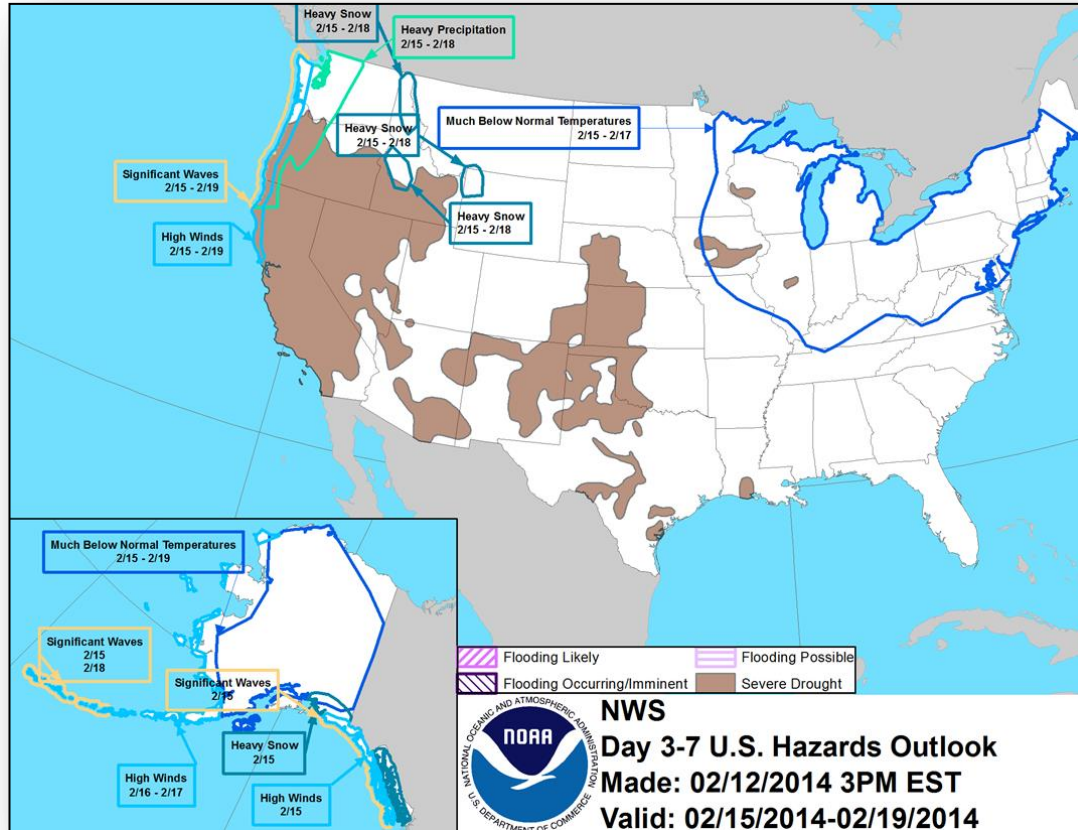 Heavy Snow
2/15 - 2/18
Heavy Precipitation
2/15 - 2/18
Much Below Normal Temperatures
2/15 - 2/17
Heavy Snow
2/15 - 2/18
Significant Waves
2/15 - 2/19
Heavy Snow
2/15 - 2/18
High Winds
2/15 - 2/19
Much Below Normal Temperatures
2/15 - 2/19
Significant Waves
2/15
2/18
Significant Waves
2/15
Heavy Snow
2/15
High Winds
2/16 - 2/17
High Winds
2/15
Flooding Likely
Flooding Possible
Flooding Occurring/Imminent
Severe Drought
NATIONAL OCEANIC AND ATMOSPHERIC ADMINISTRATION
NOAA
U.S. DEPARTMENT OF COMMERCE
NWS
Day 3-7 U.S. Hazards Outlook
Made: 02/12/2014 3PM EST
Valid: 02/15/2014-02/19/2014